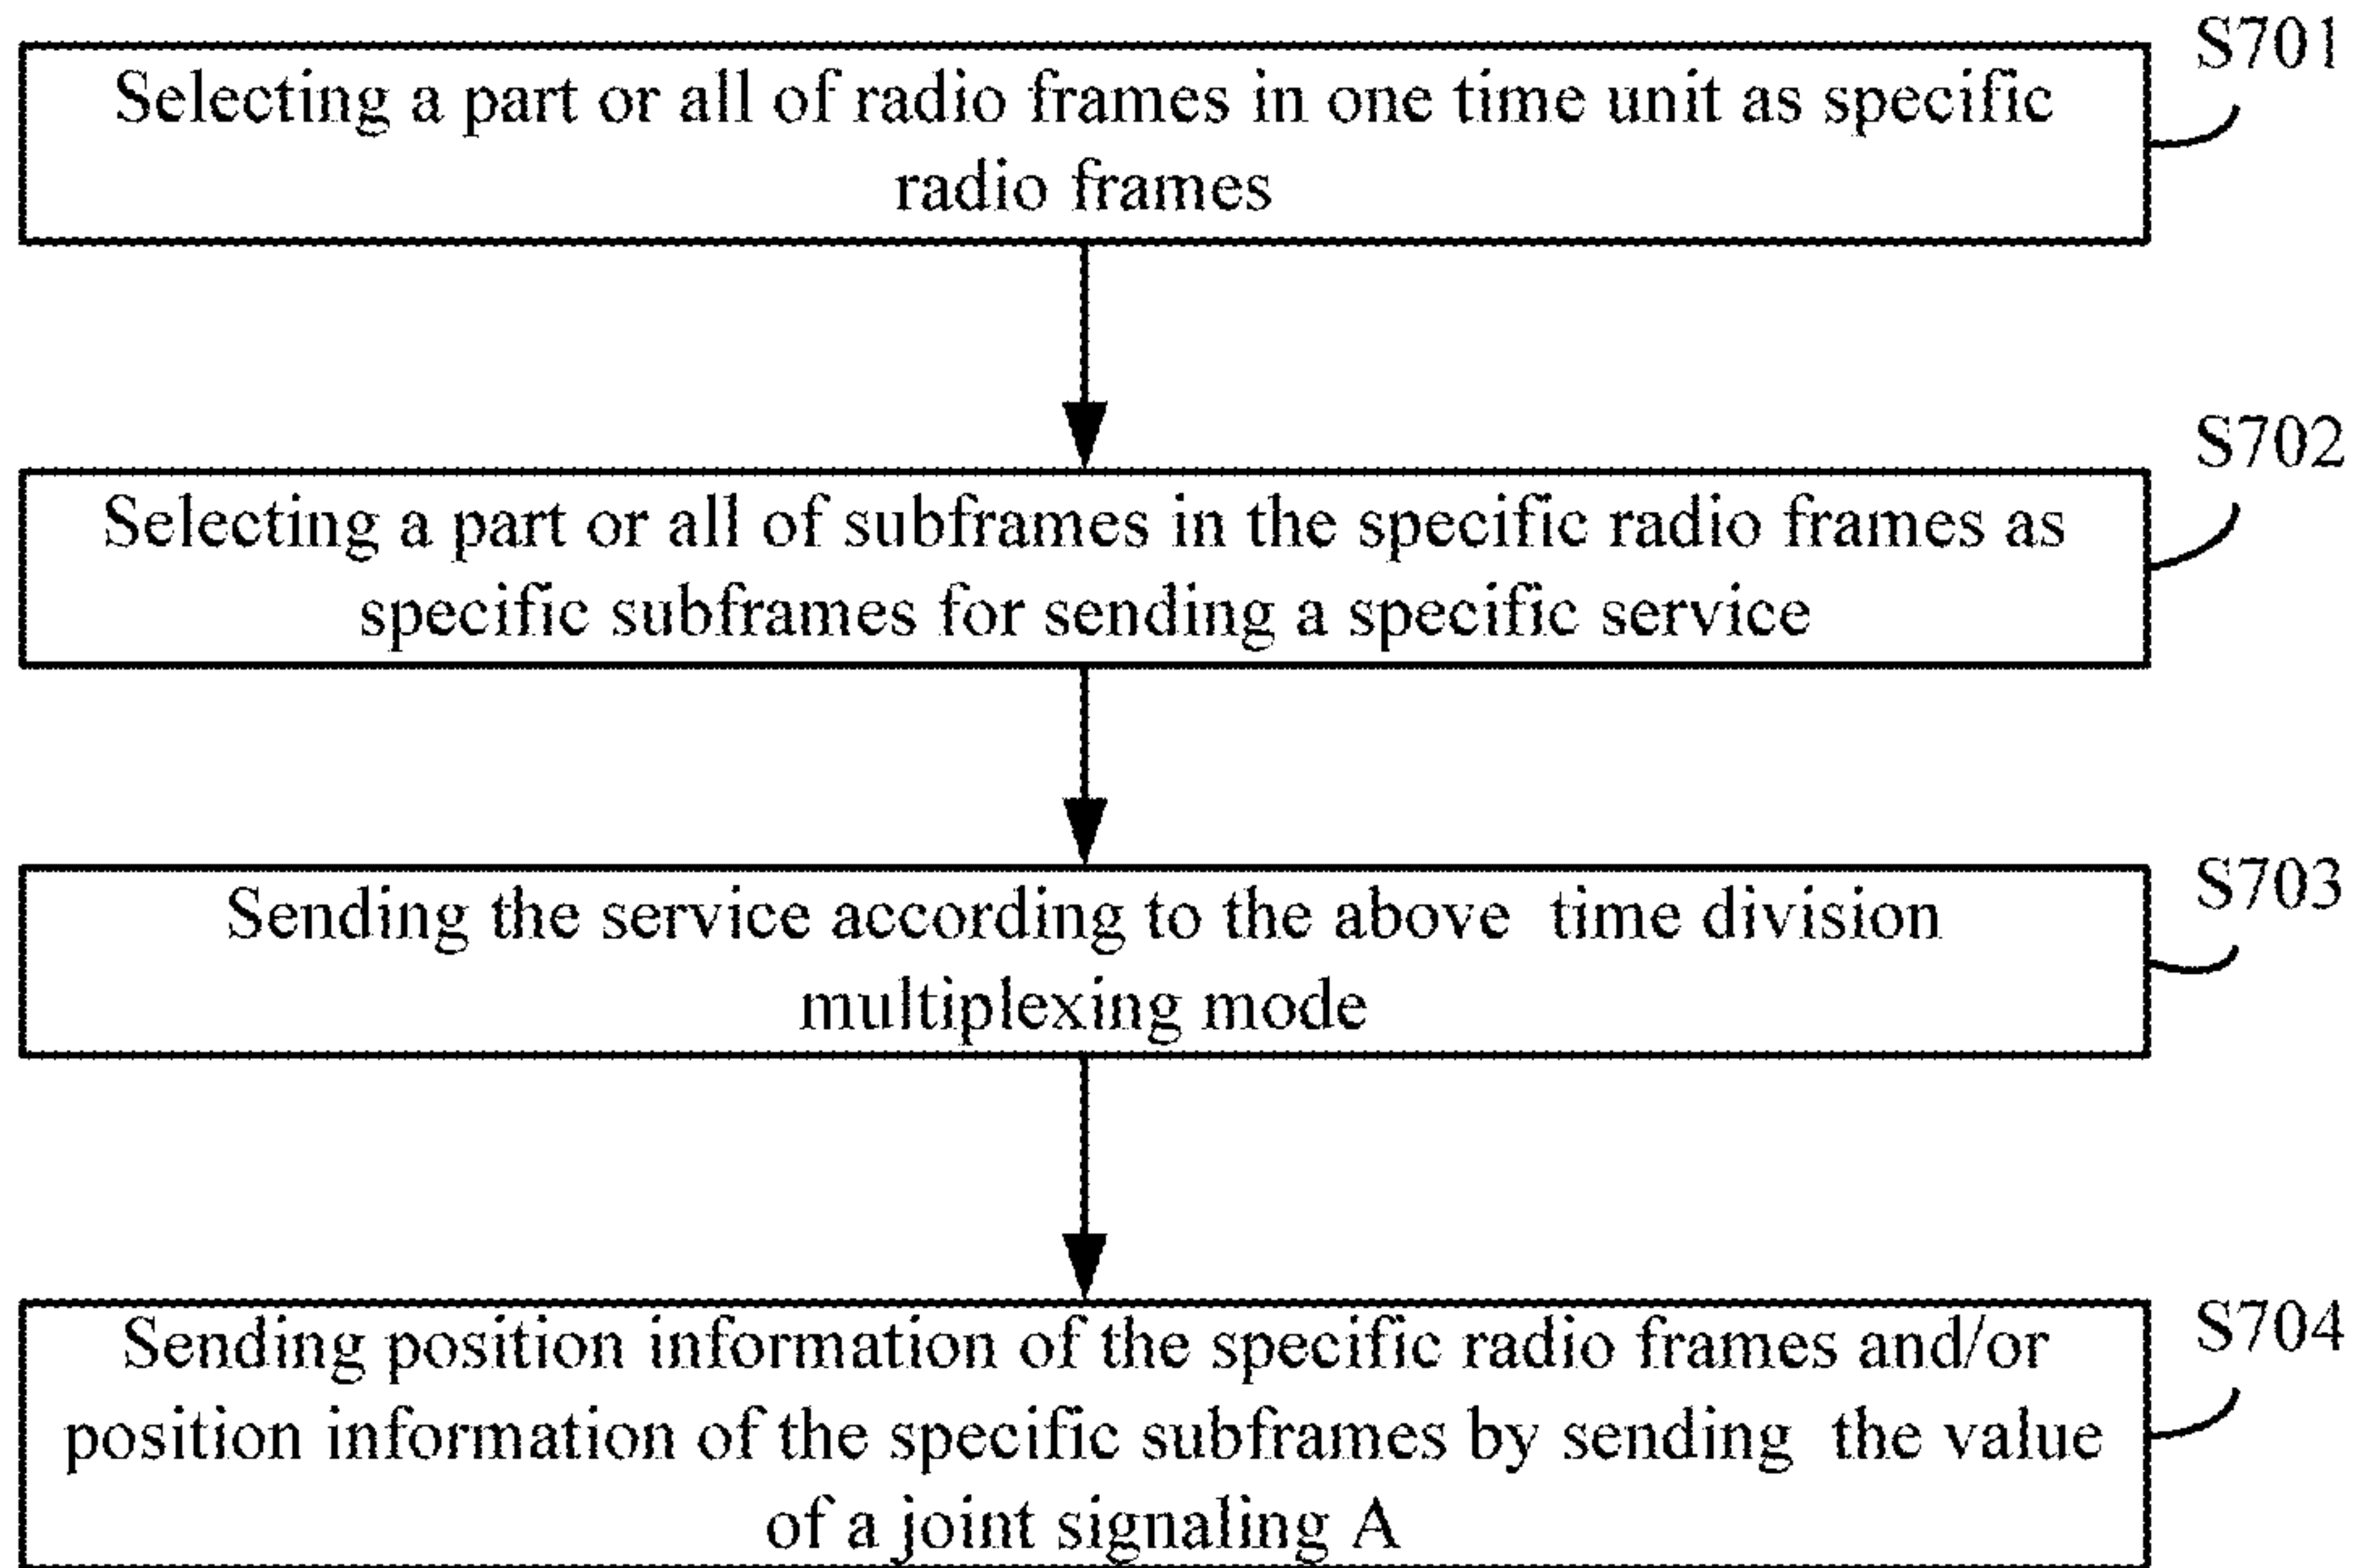 S701
Selecting a part or all of radio frames in one time unit as specific
radio frames
S702
Selecting a part or all of subframes in the specific radio frames as
specific subframes for sending a specific service
S703
Sending the service according to the above time division
multiplexing mode
S704
Sending position information of the specific radio frames and/or
position information of the specific subframes by sending the value
of a joint signaling A